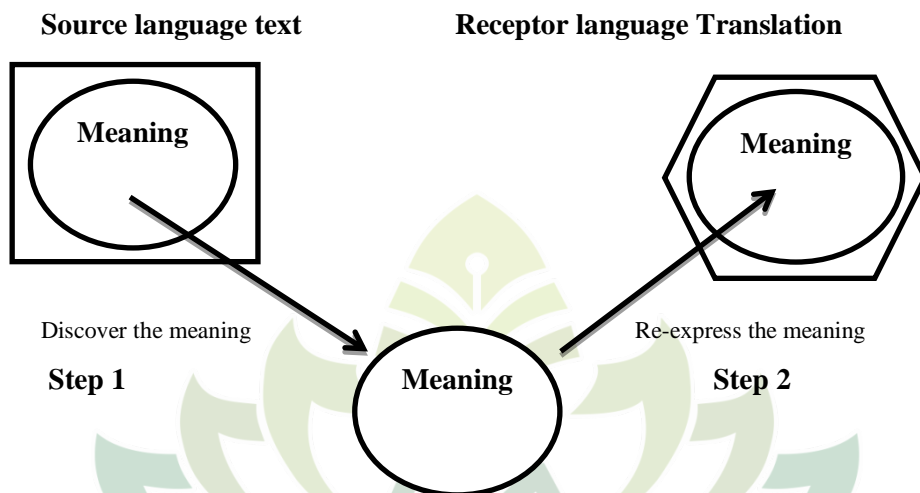 Source language text
Receptor language Translation
Meaning
Meaning
Discover the meaning
Re-express the meaning
Step 1
Meaning
Step 2